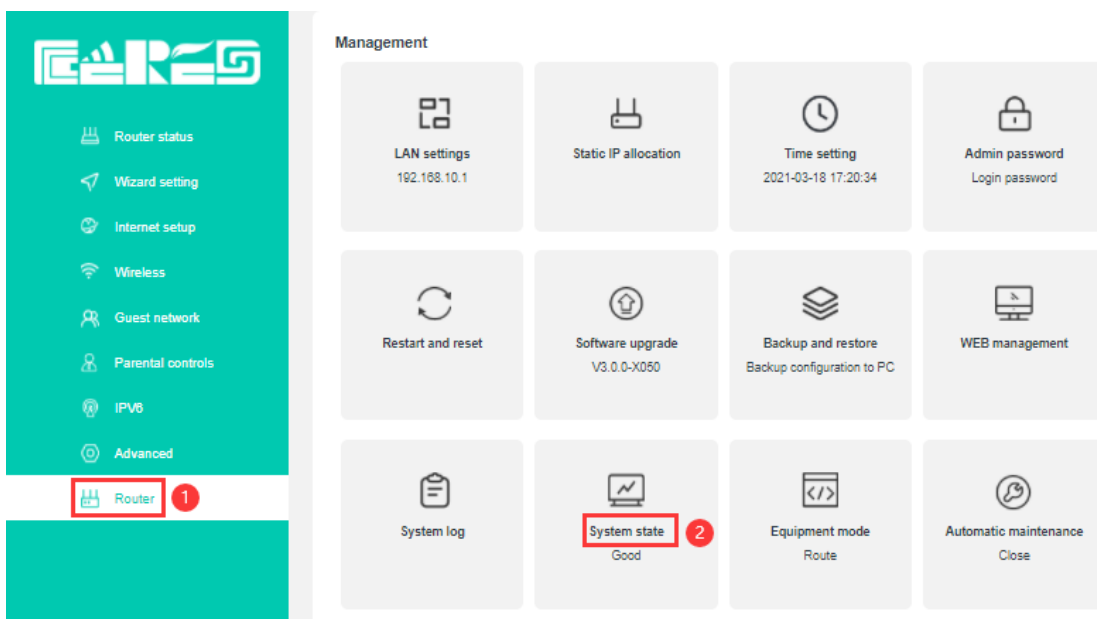 Router status
Wizard setting
Internet setup
Wireless
Guest network
Parental controls
IPV6
Advanced
Router
1
Management
LAN settings
192.168.10.1
Static IP allocation
Time setting
2021-03-18 17:20:34
Admin password
Login password
Restart and reset
Software upgrade
V3.0.0-X050
Backup and restore
Backup configuration to PC
WEB management
System log
System state
2
Good
Equipment mode
Route
Automatic maintenance
Close